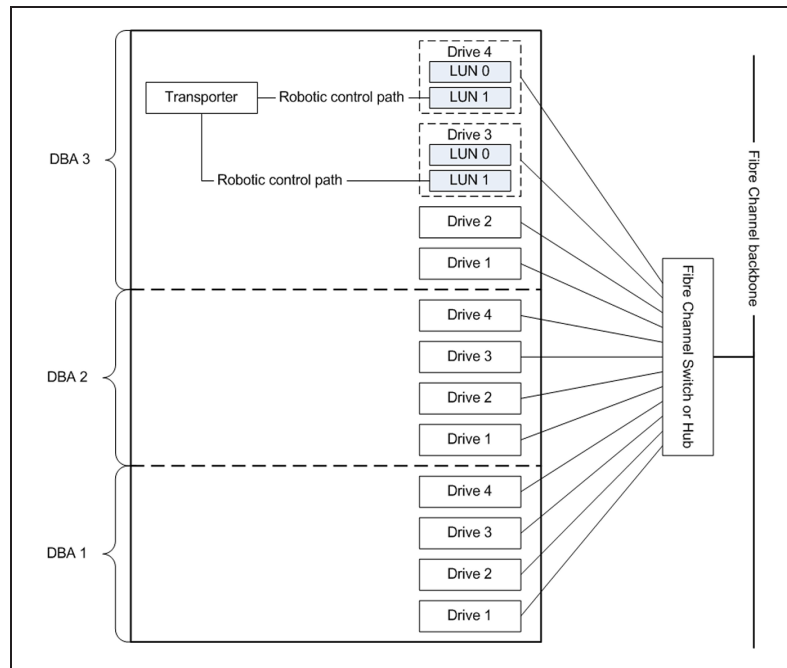 DBA 3
Transporter
Robotic control path
Robotic control path
Drive 4
LUN 0
LUN 1
Drive 3
LUN 0
LUN 1
Drive 2
Drive 1
DBA 2
Drive 4
Drive 3
Drive 2
Drive 1
DBA 1
Drive 4
Drive 3
Drive 2
Drive 1
Fibre Channel Switch or Hub
Fibre Channel backbone